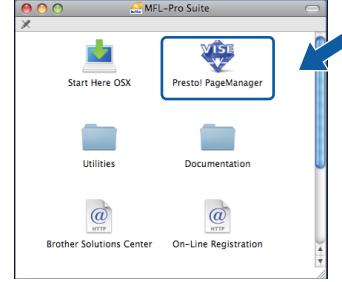 MFL-Pro Suite
VISE
Start Here OSX
Presto! PageManager
Utilities
Documentation
@
HTTP
@
HTTP
Brother Solutions Center
On-Line Registration